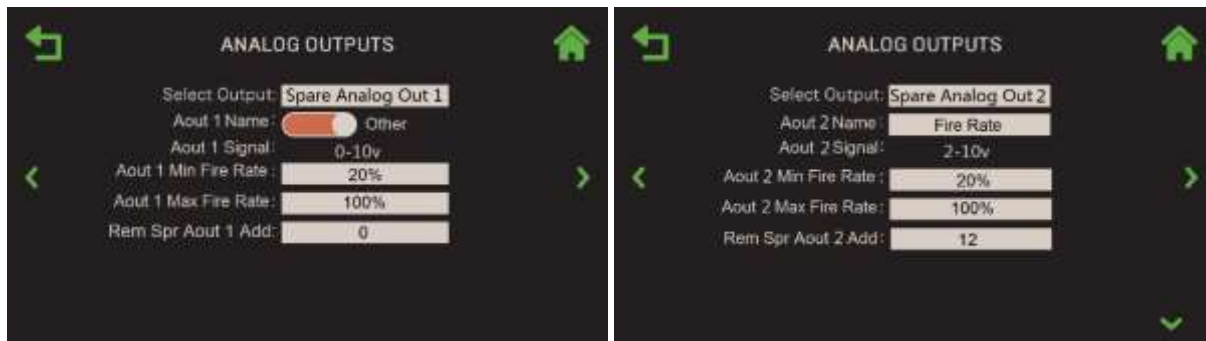 ANALOG OUTPUTS
Select Output: Spare Analog Out 1
Aout 1 Name: Other
Aout 1 Signal: 0-10v
Aout 1 Min Fire Rate: 20%
Aout 1 Max Fire Rate: 100%
Rem Spr Aout 1 Add: 0
ANALOG OUTPUTS
Select Output: Spare Analog Out 2
Aout 2 Name: Fire Rate
Aout 2 Signal: 2-10v
Aout 2 Min Fire Rate: 20%
Aout 2 Max Fire Rate: 100%
Rem Spr Aout 2 Add: 12